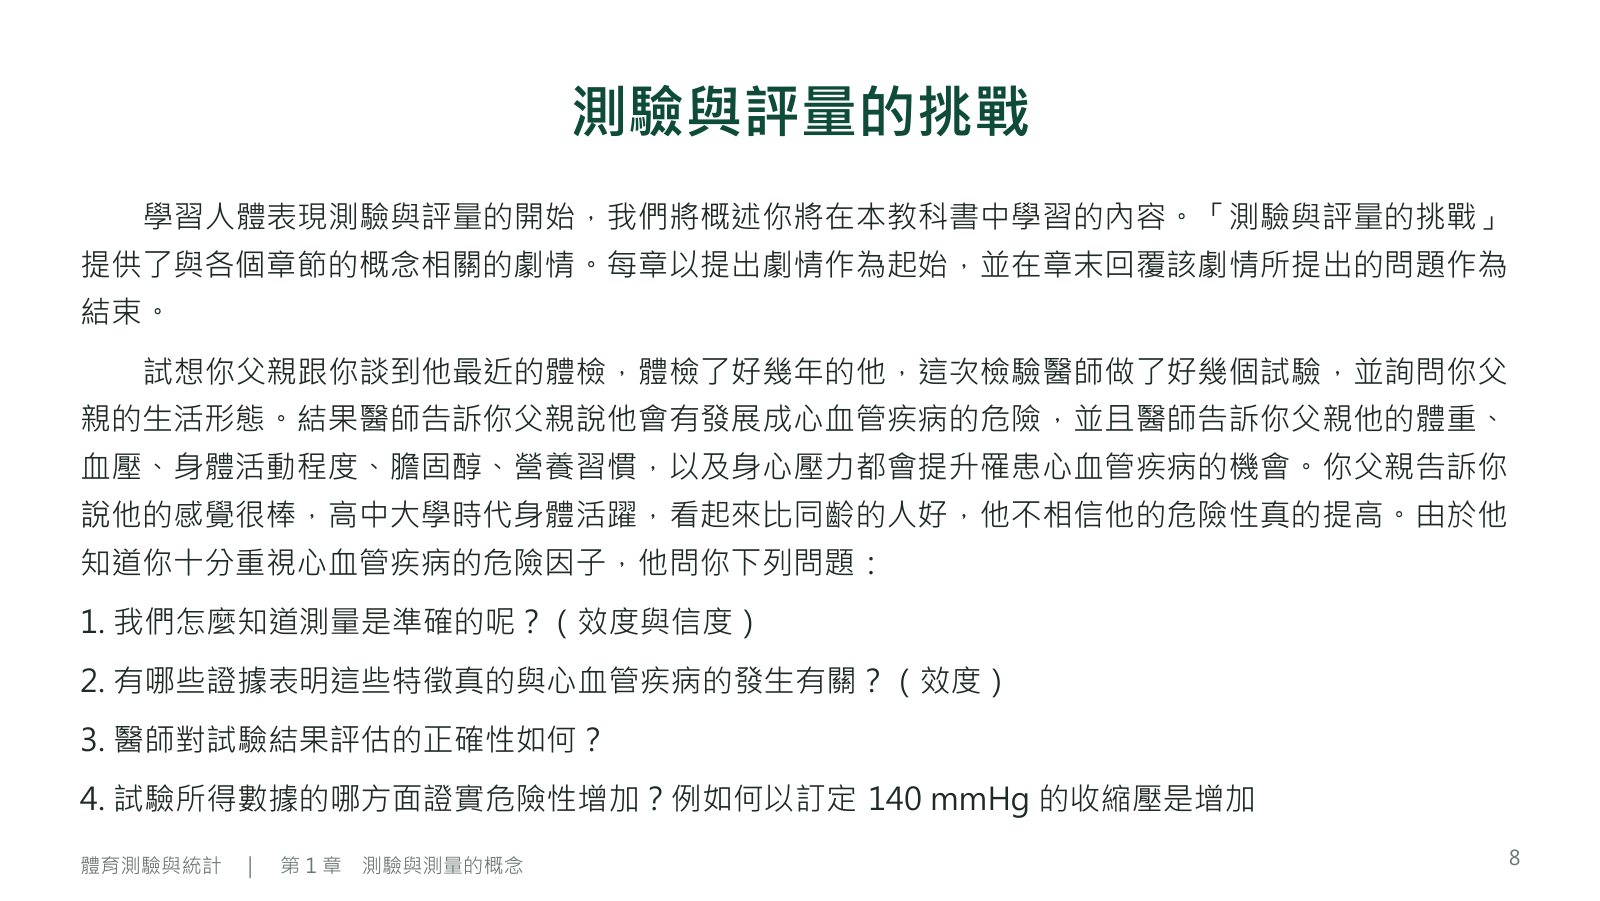 測驗與評量的挑戰
學習人體表現測驗與評量的開始，我們將概述你將在本教科書中學習的內容。「測驗與評量的挑戰」
提供了與各個章節的概念相關的劇情。每章以提出劇情作為起始，並在章末回覆該劇情所提出的問題作為
結束。
試想你父親跟你談到他最近的體檢，體檢了好幾年的他，這次檢驗醫師做了好幾個試驗，並詢問你父
親的生活形態。結果醫師告訴你父親說他會有發展成心血管疾病的危險，並且醫師告訴你父親他的體重、
血壓、身體活動程度、膽固醇、營養習慣，以及身心壓力都會提升罹患心血管疾病的機會。你父親告訴你
說他的感覺很棒，高中大學時代身體活躍，看起來比同齡的人好，他不相信他的危險性真的提高。由於他
知道你十分重視心血管疾病的危險因子，他問你下列問題：
1. 我們怎麼知道測量是準確的呢？（效度與信度）
2. 有哪些證據表明這些特徵真的與心血管疾病的發生有關？（效度）
3. 醫師對試驗結果評估的正確性如何？
4. 試驗所得數據的哪方面證實危險性增加？例如何以訂定 140 mmHg 的收縮壓是增加
體育測驗與統計　|　第 1 章　測驗與測量的概念
8